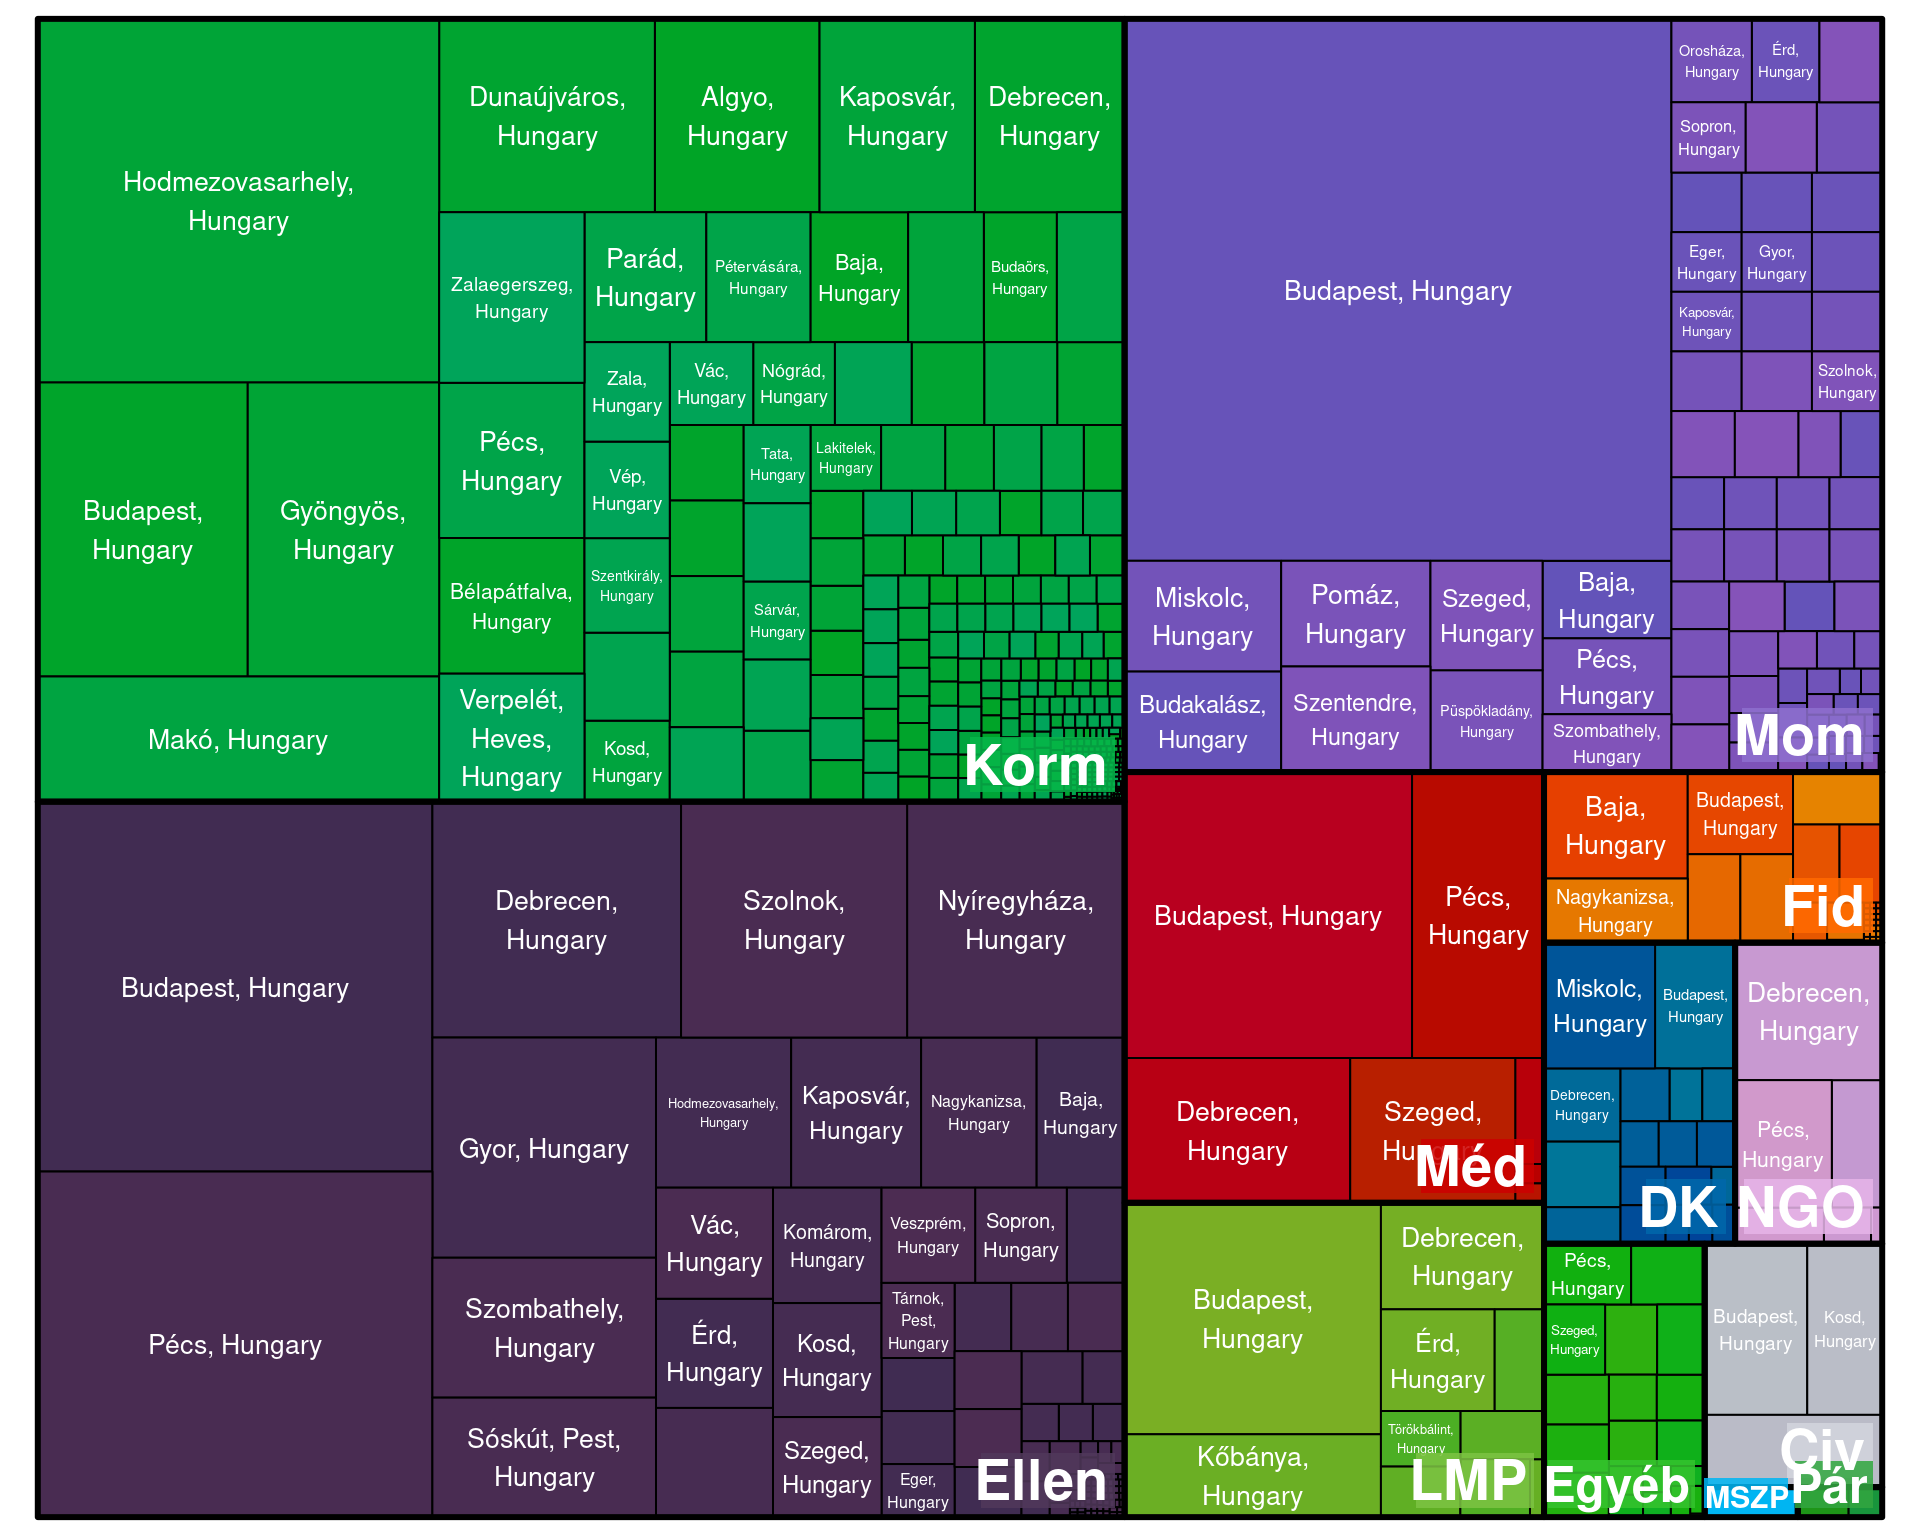 Hodmezovasarhely,
Hungary
Dunaújváros,
Hungary
Algyo,
Hungary
Kaposvár,
Hungary
Debrecen,
Hungary
Zalaegerszeg,
Hungary
Parád,
Hungary
Pétervására,
Hungary
Baja,
Hungary
Budaörs,
Hungary
Zala,
Hungary
Vác,
Hungary
Nógrád,
Hungary
Budapest,
Hungary
Gyöngyös,
Hungary
Pécs,
Hungary
Vép,
Hungary
Tata,
Hungary
Lakitelek,
Hungary
Bélapátfalva,
Hungary
Szentkirály,
Hungary
Sárvár,
Hungary
Makó, Hungary
Verpelét,
Heves,
Hungary
Kosd,
Hungary
Korm
Budapest, Hungary
Orosháza,
Hungary
Érd,
Hungary
Sopron,
Hungary
Eger,
Hungary
Gyor,
Hungary
Kaposvár,
Hungary
Szolnok,
Hungary
Miskolc,
Hungary
Pomáz,
Hungary
Szeged,
Hungary
Baja,
Hungary
Pécs,
Hungary
Budakalász,
Hungary
Szentendre,
Hungary
Püspökladány,
Hungary
Szombathely,
Hungary
Mom
Budapest, Hungary
Debrecen,
Hungary
Szolnok,
Hungary
Nyíregyháza,
Hungary
Gyor, Hungary
Hodmezovasarhely,
Hungary
Kaposvár,
Hungary
Nagykanizsa,
Hungary
Baja,
Hungary
Pécs, Hungary
Szombathely,
Hungary
Sóskút, Pest,
Hungary
Vác,
Hungary
Komárom,
Hungary
Veszprém,
Hungary
Sopron,
Hungary
Érd,
Hungary
Kosd,
Hungary
Tárnok,
Pest,
Hungary
Szeged,
Hungary
Eger,
Hungary
Ellen
Budapest, Hungary
Pécs,
Hungary
Debrecen,
Hungary
Szeged,
Méd
Baja,
Hungary
Budapest,
Hungary
Nagykanizsa,
Hungary
Fid
Miskolc,
Hungary
Budapest,
Hungary
Debrecen,
Hungary
DK
Debrecen,
Hungary
Pécs,
Hungary
NGO
Budapest,
Hungary
Debrecen,
Hungary
Érd,
Hungary
Törökbálint,
Hungary
Kőbánya,
Hungary
LMP
Pécs,
Hungary
Szeged,
Hungary
Egyéb
Budapest,
Hungary
Kosd,
Hungary
Civ
MSZP
Pár